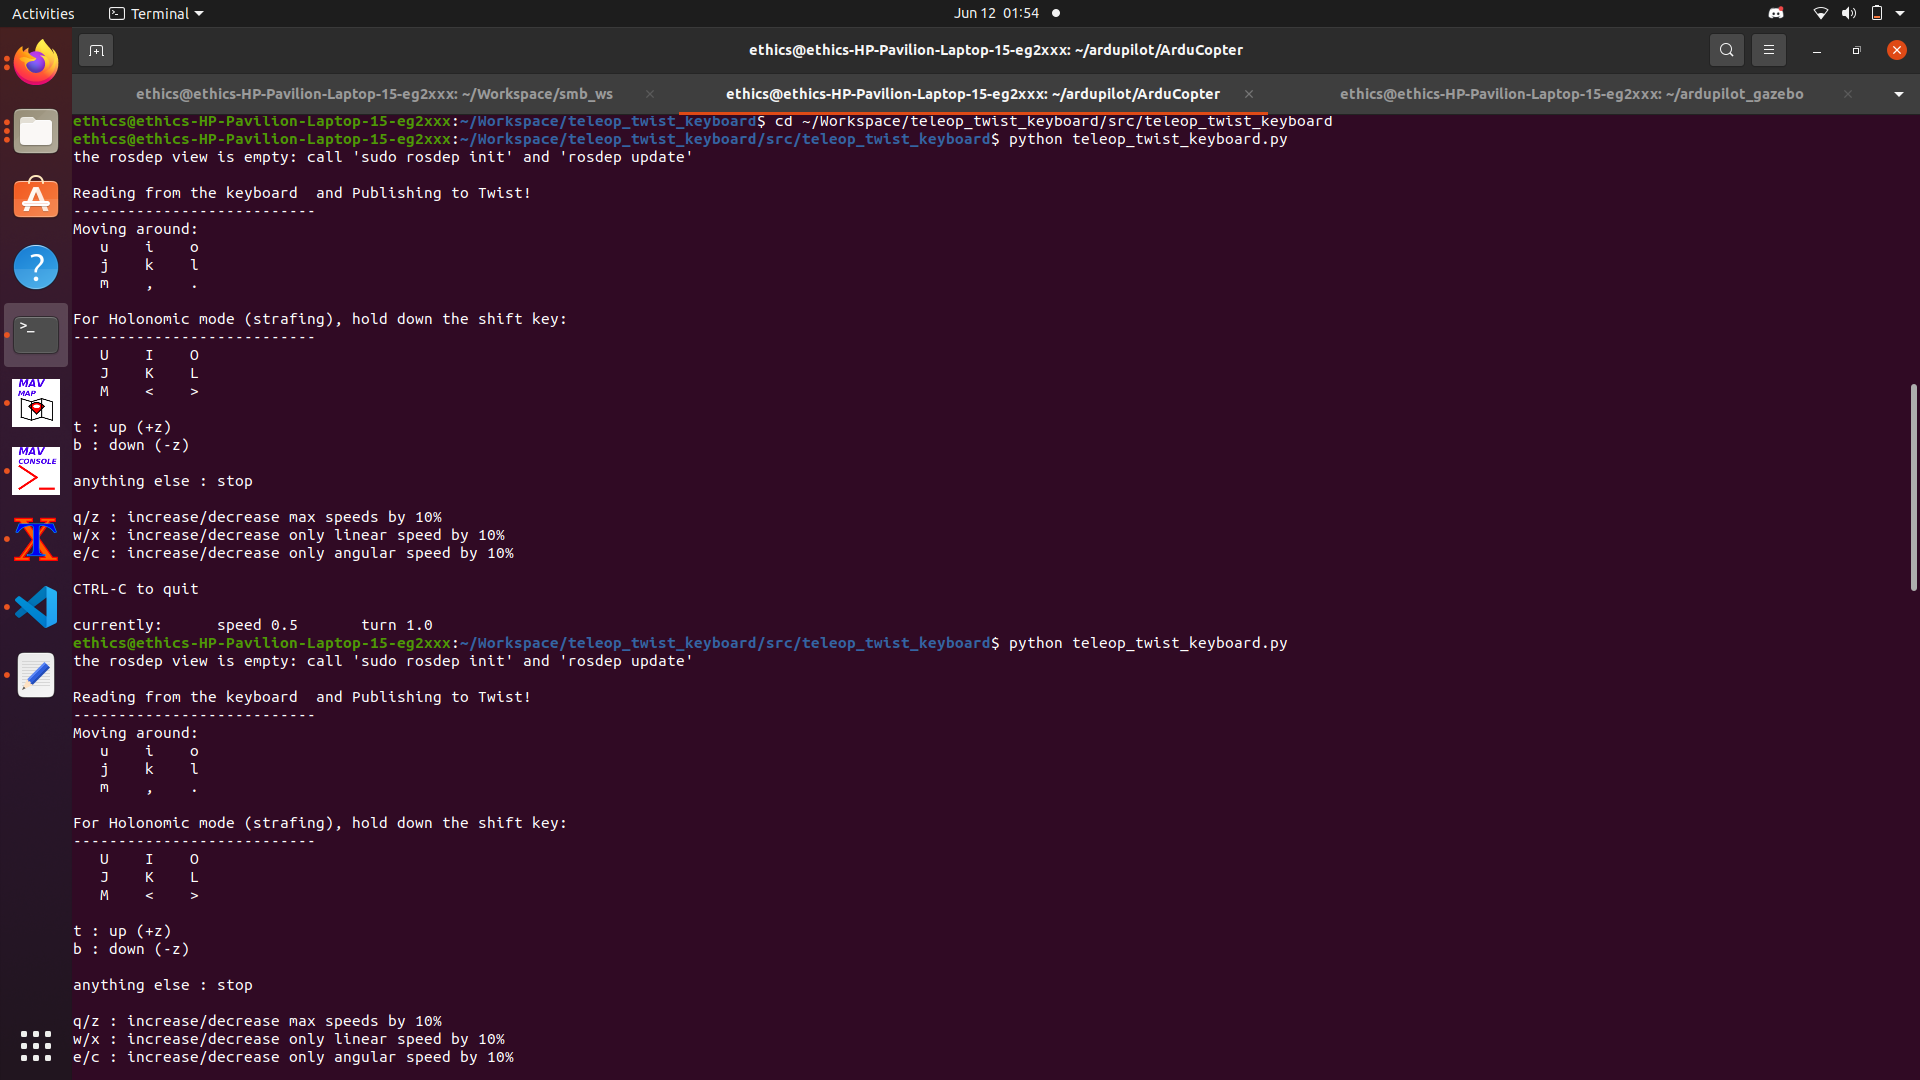 Activities
Terminal
Jun 12 01:54
ethics@ethics-HP-Pavilion-Laptop-15-eg2xxx: ~/ardupilot/ArduCopter
ethics@ethics-HP-Pavilion-Laptop-15-eg2xxx: ~/Workspace/smb_ws
ethics@ethics-HP-Pavilion-Laptop-15-eg2xxx: ~/ardupilot/ArduCopter
ethics@ethics-HP-Pavilion-Laptop-15-eg2xxx: ~/ardupilot_gazebo
ethics@ethics-HP-Pavilion-Laptop-15-eg2xxx:~/Workspace/teleop_twist_keyboard$ cd ~/Workspace/teleop_twist_keyboard/src/teleop_twist_keyboard
ethics@ethics-HP-Pavilion-Laptop-15-eg2xxx:~/Workspace/teleop_twist_keyboard/src/teleop_twist_keyboard$ python teleop_twist_keyboard.py
the rosdep view is empty: call 'sudo rosdep init' and 'rosdep update'
Reading from the keyboard  and Publishing to Twist!
---------------------------
Moving around:
   u    i    o
   j    k    l
   m    ,    .
For Holonomic mode (strafing), hold down the shift key:
---------------------------
   U    I    O
   J    K    L
   M    <    >
t : up (+z)
b : down (-z)
anything else : stop
q/z : increase/decrease max speeds by 10%
w/x : increase/decrease only linear speed by 10%
e/c : increase/decrease only angular speed by 10%
CTRL-C to quit
currently:      speed 0.5       turn 1.0
ethics@ethics-HP-Pavilion-Laptop-15-eg2xxx:~/Workspace/teleop_twist_keyboard/src/teleop_twist_keyboard$ python teleop_twist_keyboard.py
the rosdep view is empty: call 'sudo rosdep init' and 'rosdep update'
Reading from the keyboard  and Publishing to Twist!
---------------------------
Moving around:
   u    i    o
   j    k    l
   m    ,    .
For Holonomic mode (strafing), hold down the shift key:
---------------------------
   U    I    O
   J    K    L
   M    <    >
t : up (+z)
b : down (-z)
anything else : stop
q/z : increase/decrease max speeds by 10%
w/x : increase/decrease only linear speed by 10%
e/c : increase/decrease only angular speed by 10%
MAV
MAP
MAV
CONSOLE